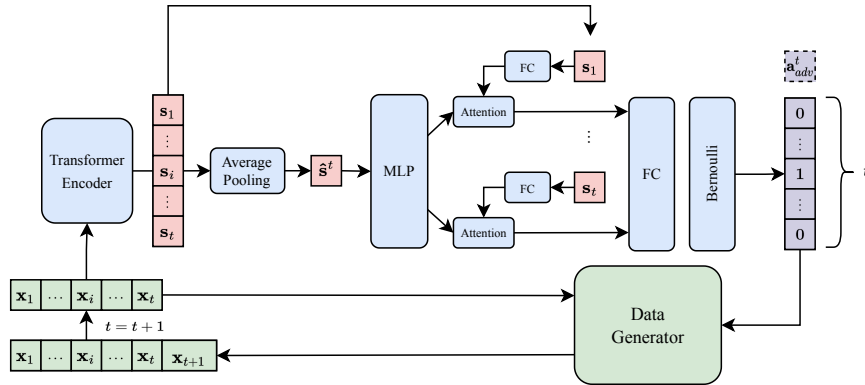 s₁
⋮
sᵢ
⋮
sₜ
Transformer
Encoder
Average
Pooling
ŝᵗ
MLP
FC
s₁
Attention
⋮
FC
sₜ
Attention
FC
Bernoulli
aᵗₐdᵥ
0
⋮
1
⋮
0
x₁ ⋯ xᵢ ⋯ xₜ
t = t + 1
x₁ ⋯ xᵢ ⋯ xₜ xₜ₊₁
Data
Generator